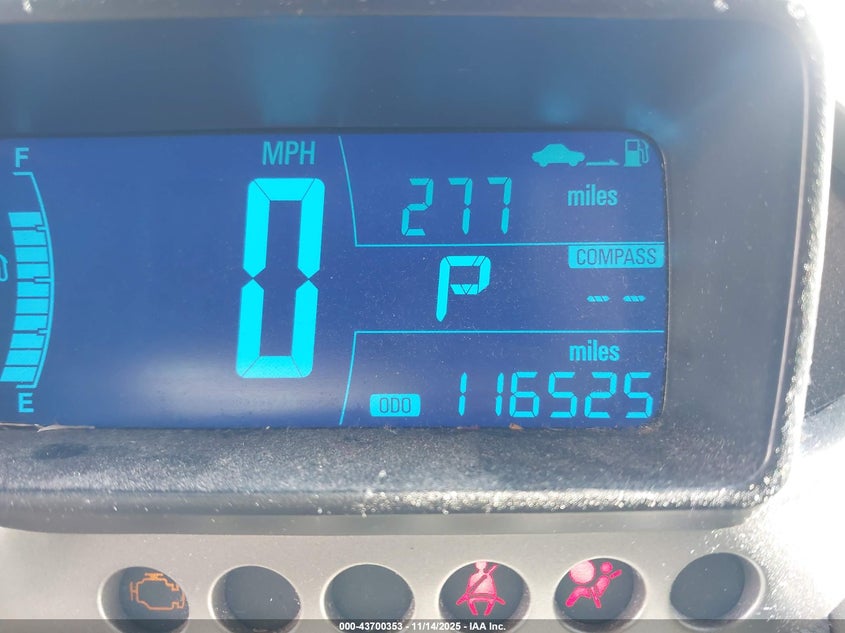 F
MPH
277 miles
0
P
COMPASS
--
miles
E
ODO 116525
000-43700353 - 11/14/2025 - IAA Inc.